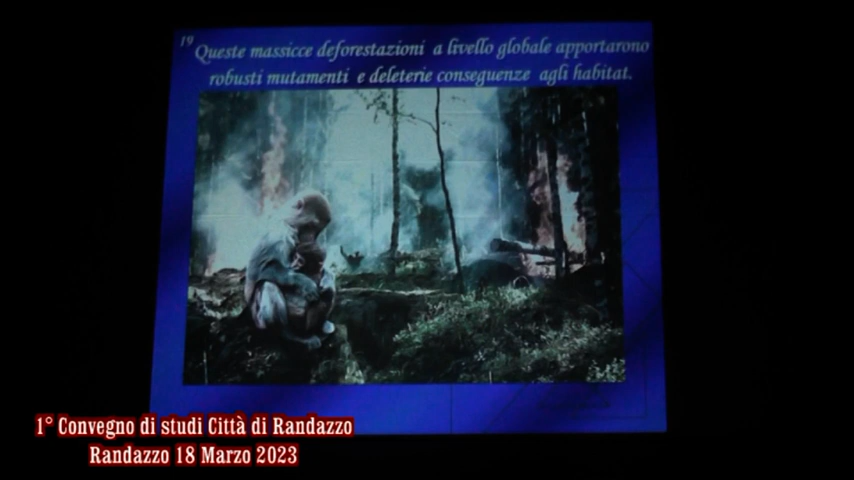 19
Queste massicce deforestazioni a livello globale apportarono
robusti mutamenti e deleterie conseguenze agli habitat.
1° Convegno di studi Città di Randazzo
Randazzo 18 Marzo 2023